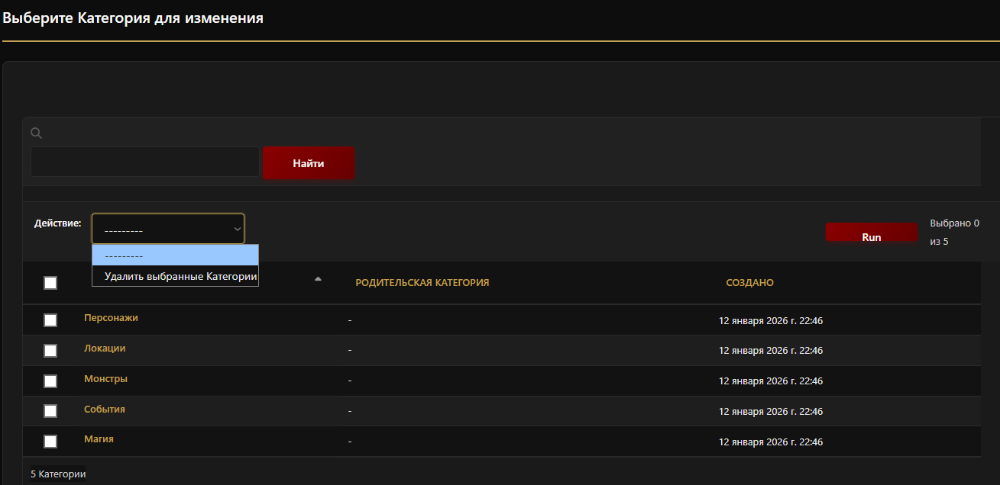 Выберите Категория для изменения
Найти
Действие:
---------
Run
Выбрано 0
из 5
---------
Удалить выбранные Категории
РОДИТЕЛЬСКАЯ КАТЕГОРИЯ
СОЗДАНО
Персонажи
-
12 января 2026 г. 22:46
Локации
-
12 января 2026 г. 22:46
Монстры
-
12 января 2026 г. 22:46
События
-
12 января 2026 г. 22:46
Магия
-
12 января 2026 г. 22:46
5 Категории